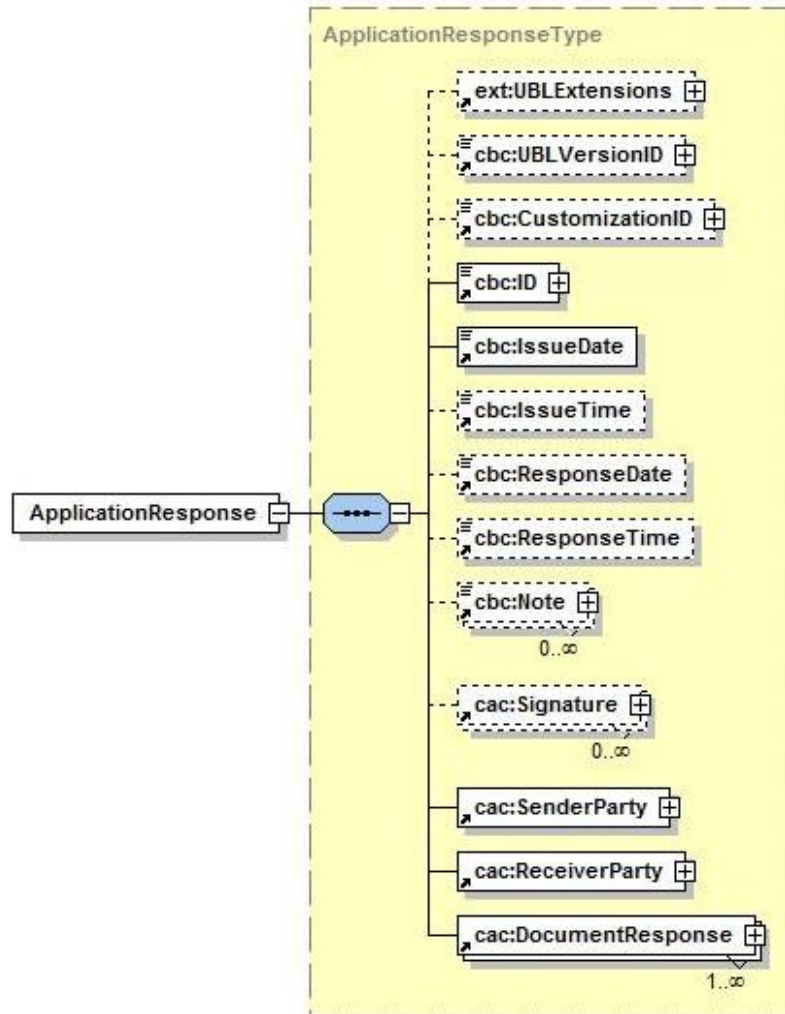 ApplicationResponseType
ext:UBLExtensions
cbc:UBLVersionID
cbc:CustomizationID
cbc:ID
cbc:IssueDate
cbc:IssueTime
cbc:ResponseDate
ApplicationResponse
cbc:ResponseTime
cbc:Note
0..∞
cac:Signature
0..∞
cac:SenderParty
cac:ReceiverParty
cac:DocumentResponse
1..∞